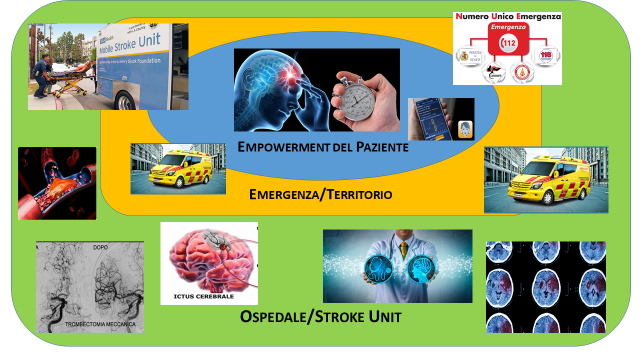 Numero Unico Emergenza
Emergenza
112
118
Mobile Stroke Unit
EMPOWERMENT DEL PAZIENTE
EMERGENZA/TERRITORIO
DOPO
TROMBECTOMIA MECCANICA
ICTUS CEREBRALE
OSPEDALE/STROKE UNIT